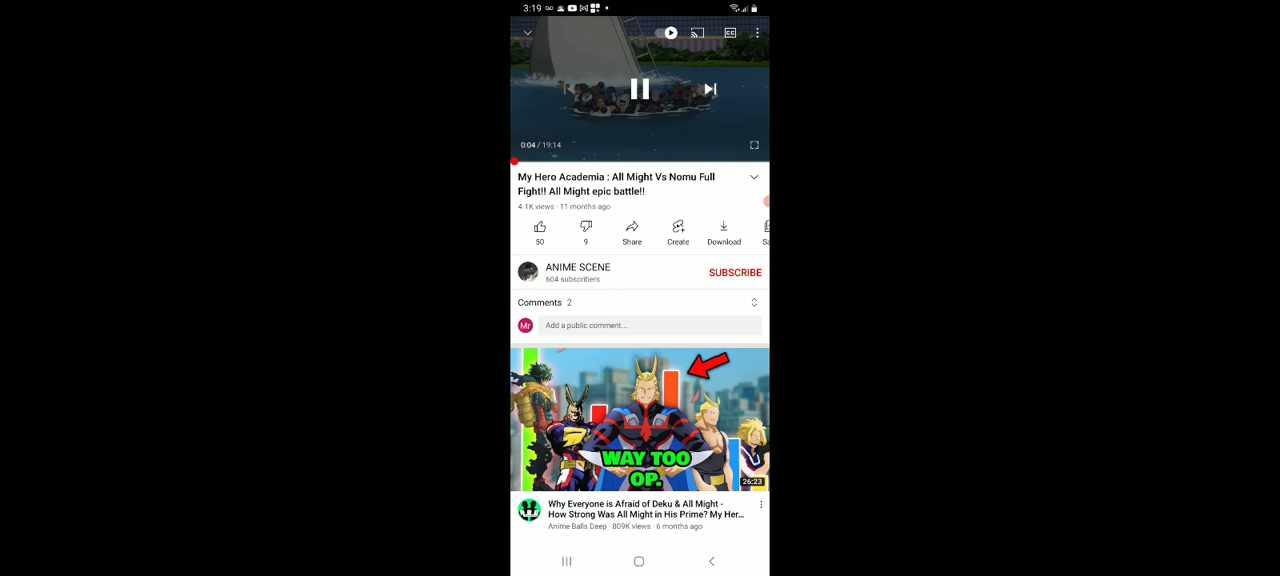 3:19
CC
0:04 / 19:14
My Hero Academia : All Might Vs Nomu Full
Fight!! All Might epic battle!!
4.1K views · 11 months ago
50
9
Share
Create
Download
Sa
ANIME SCENE
604 subscribers
SUBSCRIBE
Comments 2
Mr
Add a public comment...
WAY TOO
OP.
26:23
Why Everyone is Afraid of Deku & All Might -
How Strong Was All Might in His Prime? My Her...
Anime Balls Deep · 809K views · 6 months ago